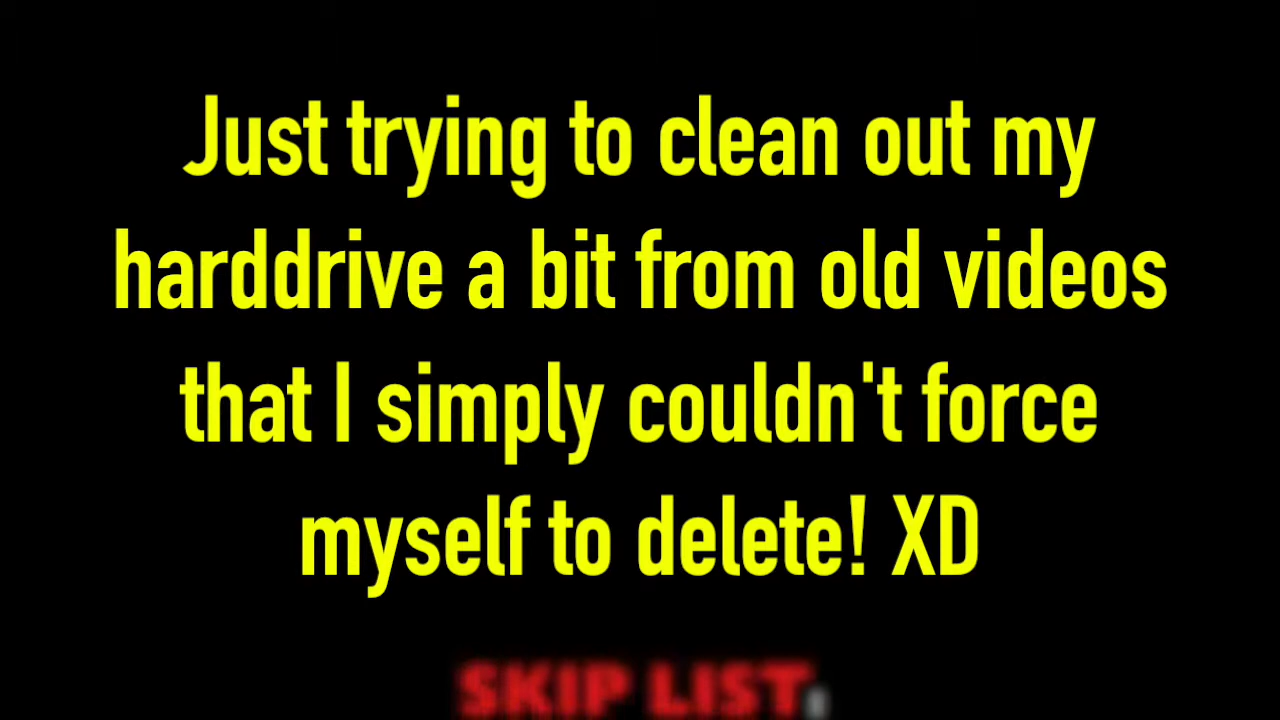 Just trying to clean out my
harddrive a bit from old videos
that I simply couldn't force
myself to delete! XD
SKIP LIST